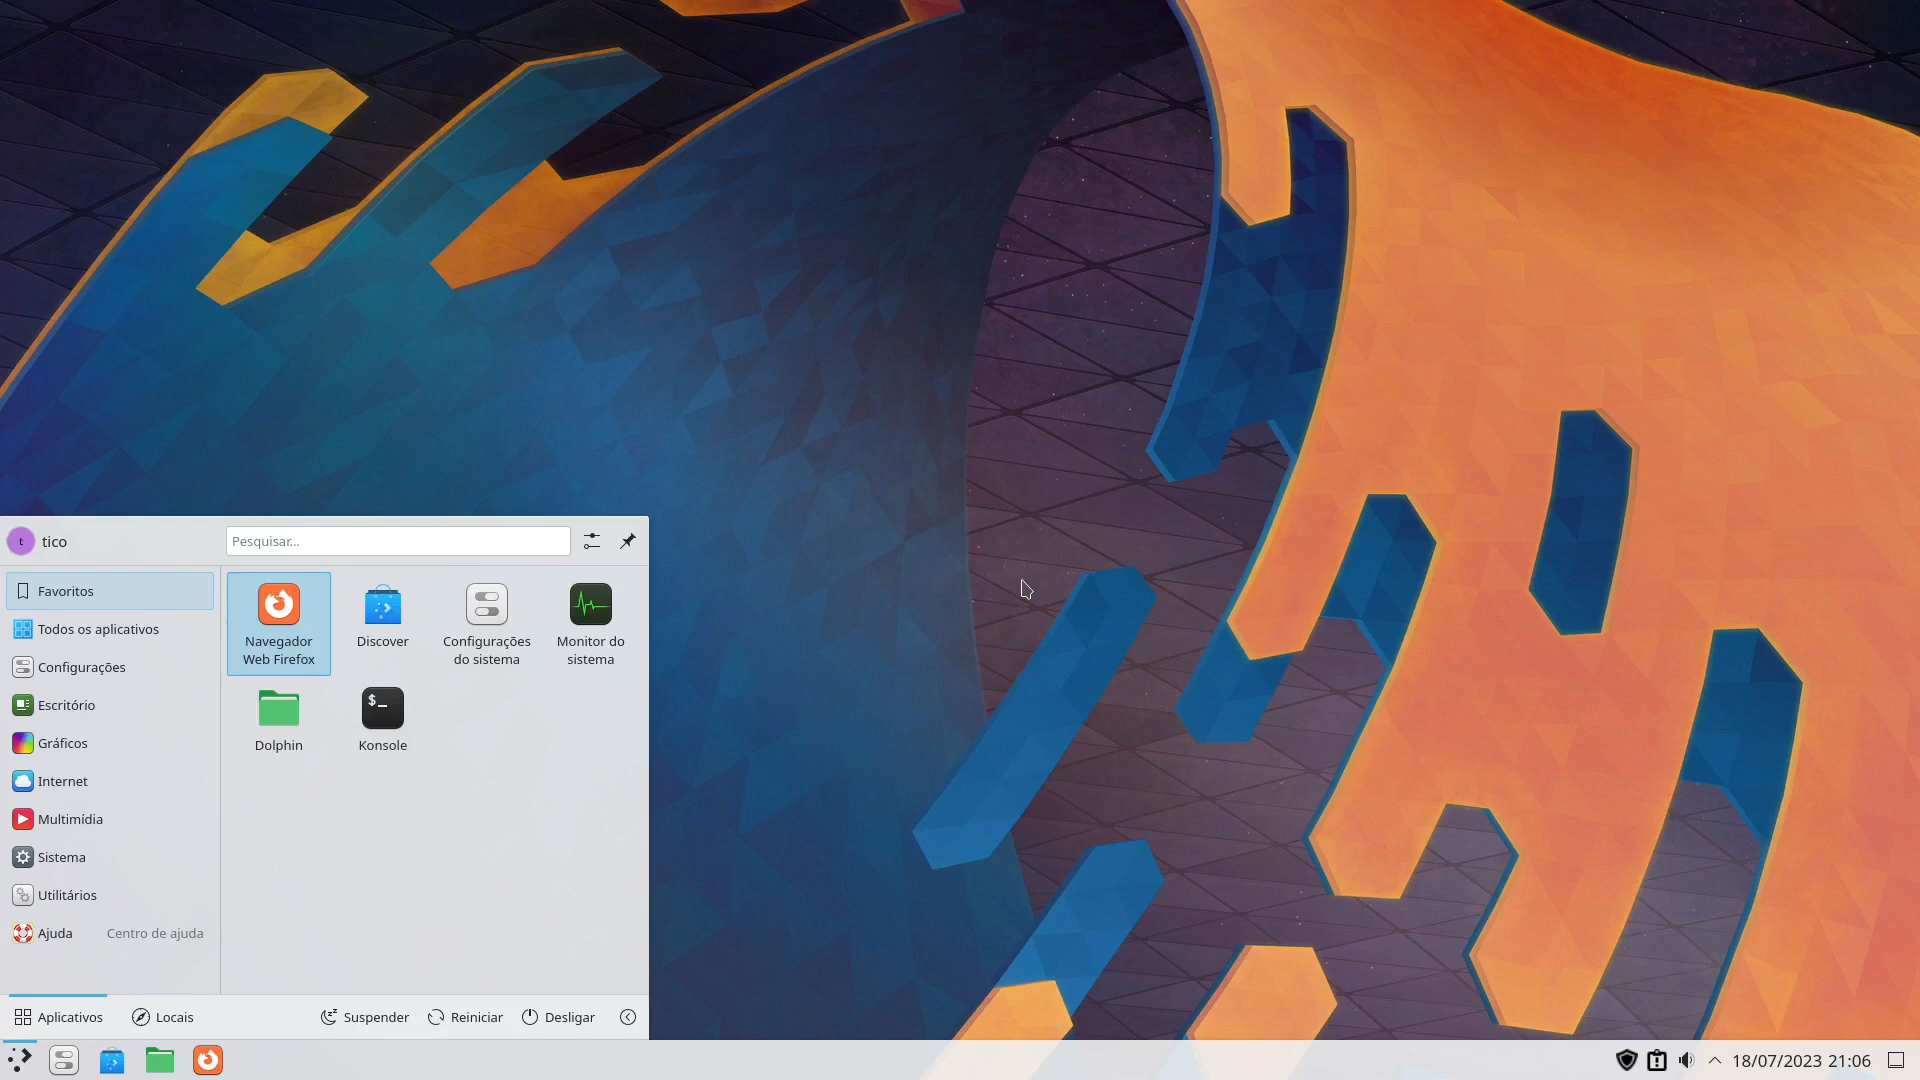 t
tico
Pesquisar...
Favoritos
Todos os aplicativos
Configurações
Escritório
Gráficos
Internet
Multimídia
Sistema
Utilitários
Ajuda
Centro de ajuda
Navegador
Web Firefox
Discover
Configurações
do sistema
Monitor do
sistema
Dolphin
$_
Konsole
Aplicativos
Locais
Suspender
Reiniciar
Desligar
18/07/2023 21:06